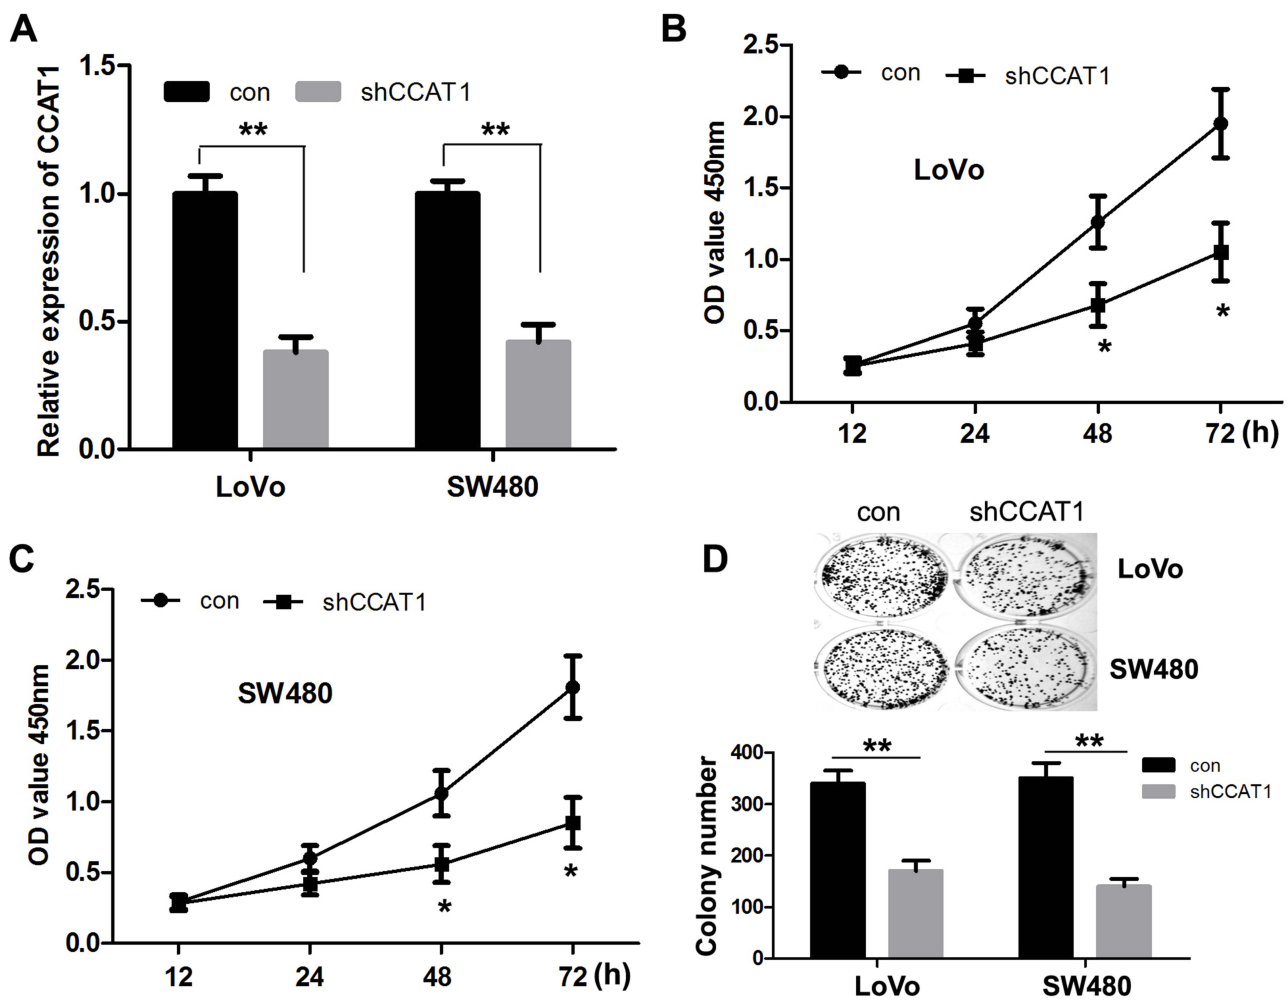 A
Relative expression of CCAT1
1.5
1.0
0.5
0.0
con
shCCAT1
**
**
LoVo
SW480
B
OD value 450nm
2.5
2.0
1.5
1.0
0.5
0.0
con
shCCAT1
LoVo
*
*
12
24
48
72 (h)
C
OD value 450nm
2.5
2.0
1.5
1.0
0.5
0.0
con
shCCAT1
SW480
*
*
12
24
48
72 (h)
D
con
shCCAT1
LoVo
SW480
Colony number
400
300
200
100
0
**
**
con
shCCAT1
LoVo
SW480